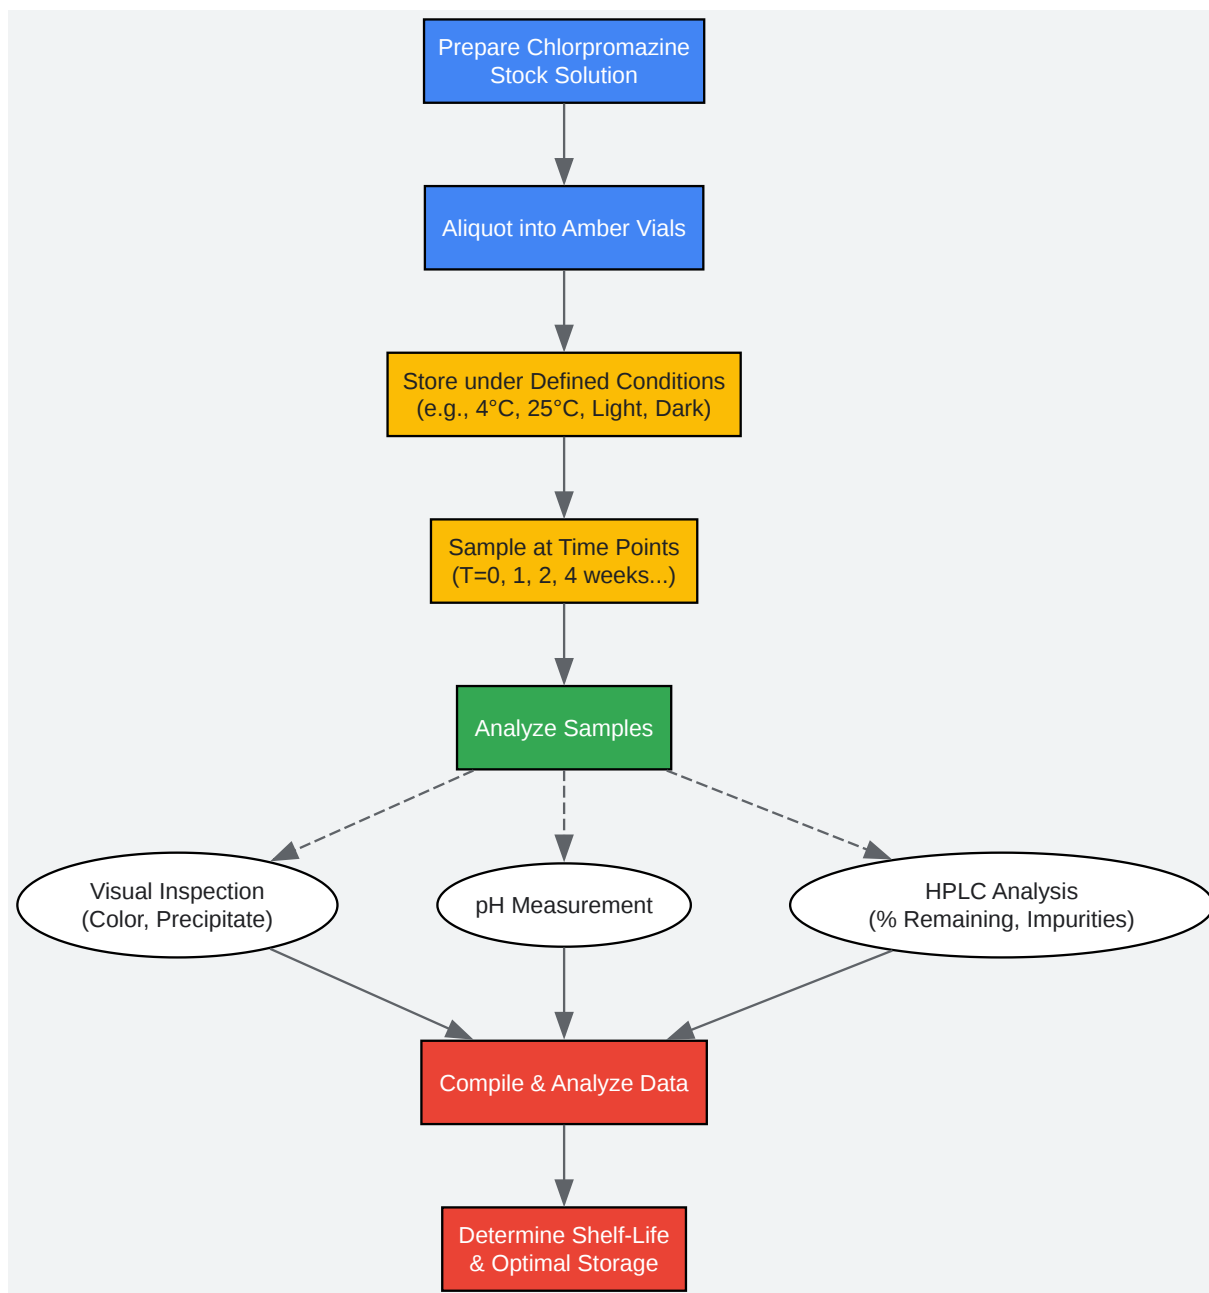 Prepare Chlorpromazine
Stock Solution
Aliquot into Amber Vials
Store under Defined Conditions
(e.g., 4°C, 25°C, Light, Dark)
Sample at Time Points
(T=0, 1, 2, 4 weeks...)
Analyze Samples
Visual Inspection
(Color, Precipitate)
pH Measurement
HPLC Analysis
(% Remaining, Impurities)
Compile & Analyze Data
Determine Shelf-Life
& Optimal Storage